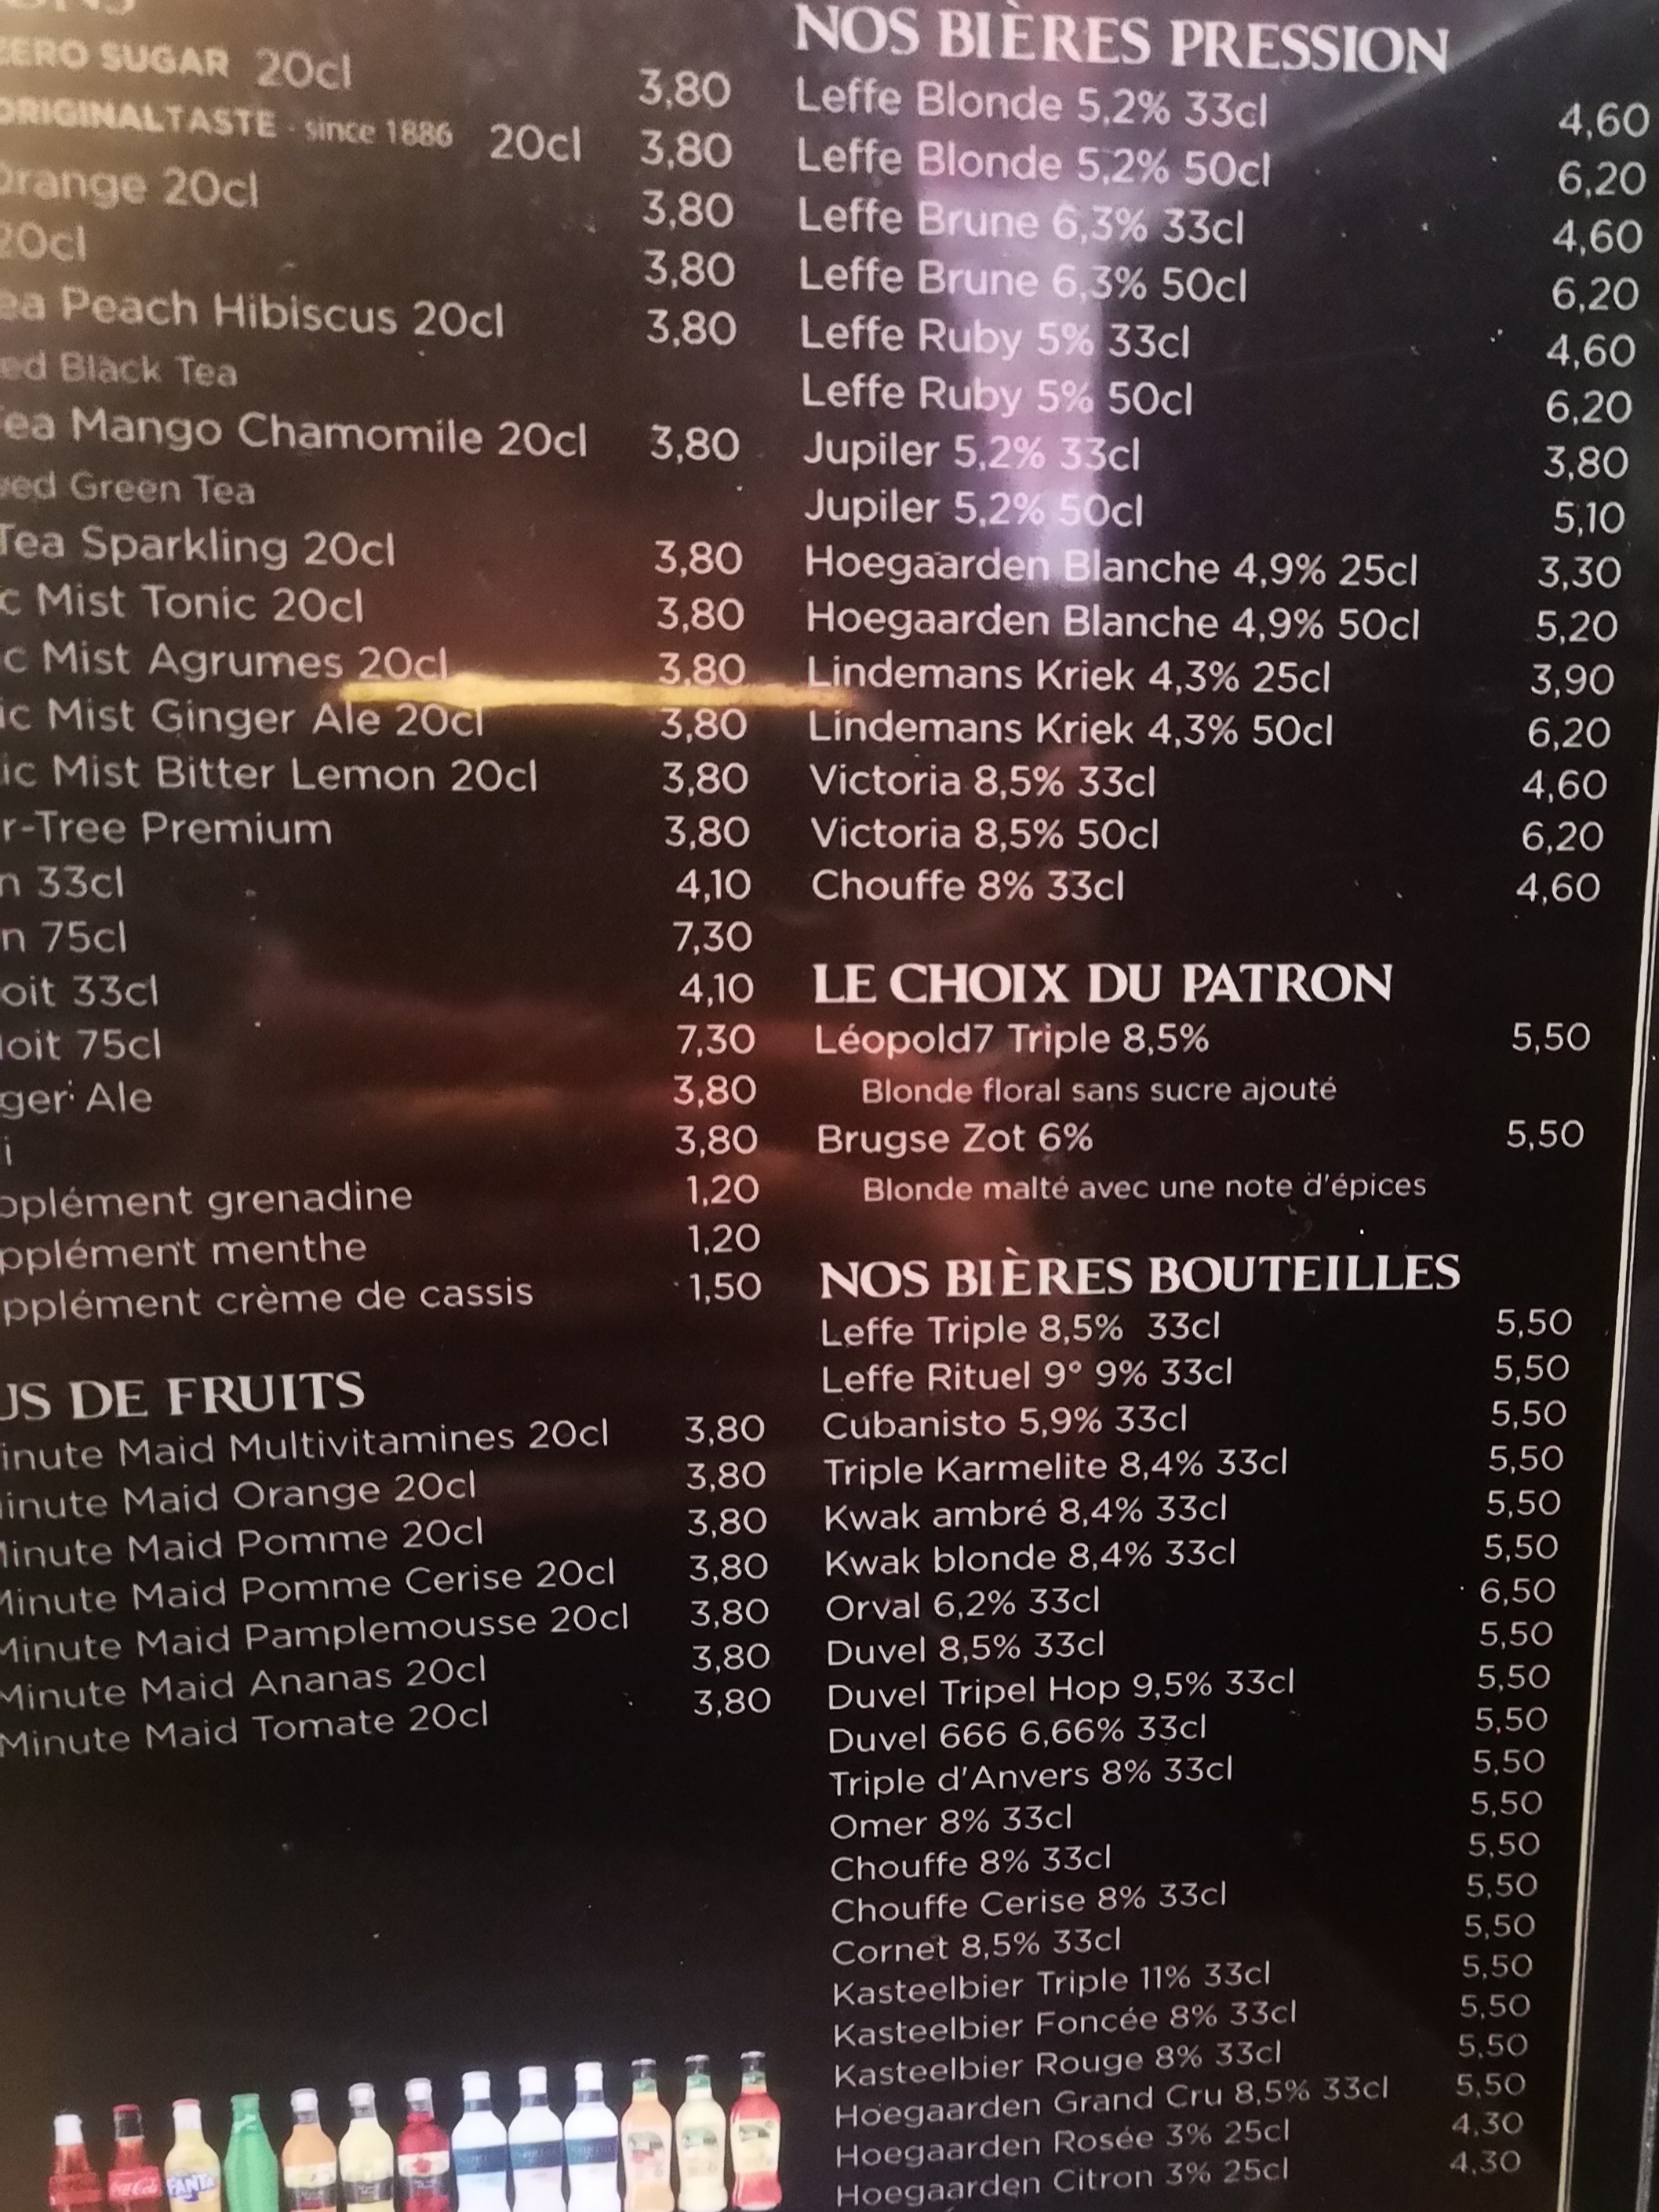 ZERO SUGAR 20cl 3,80
ORIGINAL TASTE - since 1886 20cl 3,80
Orange 20cl 3,80
20cl 3,80
Peach Hibiscus 20cl 3,80
Black Tea
Mango Chamomile 20cl 3,80
Green Tea
Tea Sparkling 20cl 3,80
Mist Tonic 20cl 3,80
Mist Agrumes 20cl 3,80
Mist Ginger Ale 20cl 3,80
Mist Bitter Lemon 20cl 3,80
r-Tree Premium 3,80
33cl 4,10
75cl 7,30
oit 33cl 4,10
loit 75cl 7,30
ger Ale 3,80
i 3,80
pplément grenadine 1,20
pplément menthe 1,20
pplément crème de cassis 1,50
US DE FRUITS
inute Maid Multivitamines 20cl 3,80
inute Maid Orange 20cl 3,80
Minute Maid Pomme 20cl 3,80
Minute Maid Pomme Cerise 20cl 3,80
Minute Maid Pamplemousse 20cl 3,80
Minute Maid Ananas 20cl 3,80
Minute Maid Tomate 20cl 3,80
Coca-Cola
FANTA
NOS BIÈRES PRESSION
Leffe Blonde 5,2% 33cl 4,60
Leffe Blonde 5,2% 50cl 6,20
Leffe Brune 6,3% 33cl 4,60
Leffe Brune 6,3% 50cl 6,20
Leffe Ruby 5% 33cl 4,60
Leffe Ruby 5% 50cl 6,20
Jupiler 5,2% 33cl 3,80
Jupiler 5,2% 50cl 5,10
Hoegaarden Blanche 4,9% 25cl 3,30
Hoegaarden Blanche 4,9% 50cl 5,20
Lindemans Kriek 4,3% 25cl 3,90
Lindemans Kriek 4,3% 50cl 6,20
Victoria 8,5% 33cl 4,60
Victoria 8,5% 50cl 6,20
Chouffe 8% 33cl 4,60
LE CHOIX DU PATRON
Léopold7 Triple 8,5% 5,50
Blonde floral sans sucre ajouté
Brugse Zot 6% 5,50
Blonde malté avec une note d'épices
NOS BIÈRES BOUTEILLES
Leffe Triple 8,5% 33cl 5,50
Leffe Rituel 9° 9% 33cl 5,50
Cubanisto 5,9% 33cl 5,50
Triple Karmelite 8,4% 33cl 5,50
Kwak ambré 8,4% 33cl 5,50
Kwak blonde 8,4% 33cl 5,50
Orval 6,2% 33cl 6,50
Duvel 8,5% 33cl 5,50
Duvel Tripel Hop 9,5% 33cl 5,50
Duvel 666 6,66% 33cl 5,50
Triple d'Anvers 8% 33cl 5,50
Omer 8% 33cl 5,50
Chouffe 8% 33cl 5,50
Chouffe Cerise 8% 33cl 5,50
Cornet 8,5% 33cl 5,50
Kasteelbier Triple 11% 33cl 5,50
Kasteelbier Foncée 8% 33cl 5,50
Kasteelbier Rouge 8% 33cl 5,50
Hoegaarden Grand Cru 8,5% 33cl 5,50
Hoegaarden Rosée 3% 25cl 4,30
Hoegaarden Citron 3% 25cl 4,30